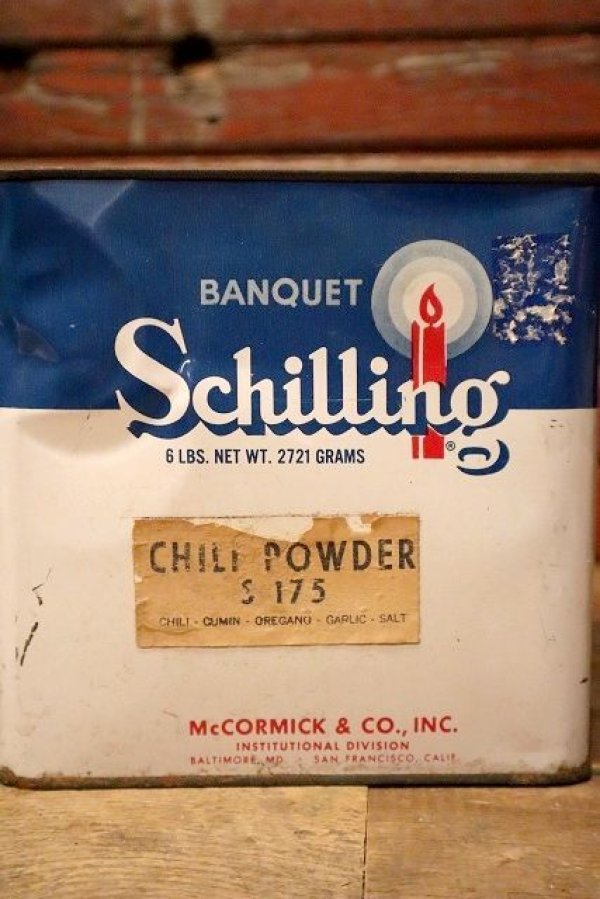 BANQUET
Schilling®
6 LBS. NET WT. 2721 GRAMS
CHILI POWDER
S 175
CHILI - CUMIN - OREGANO - GARLIC - SALT
McCORMICK & CO., INC.
INSTITUTIONAL DIVISION
BALTIMORE, MD. SAN FRANCISCO, CALIF.